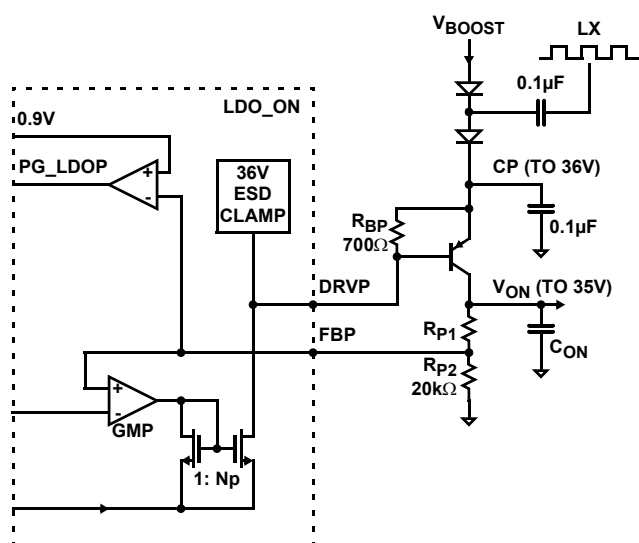 VBOOST
LX
0.1µF
LDO_ON
0.9V
PG_LDOP
+
-
36V
ESD
CLAMP
CP (TO 36V)
RBP
700Ω
0.1µF
DRVP
VON (TO 35V)
FBP
RP1
CON
RP2
20kΩ
+
-
GMP
1: Np